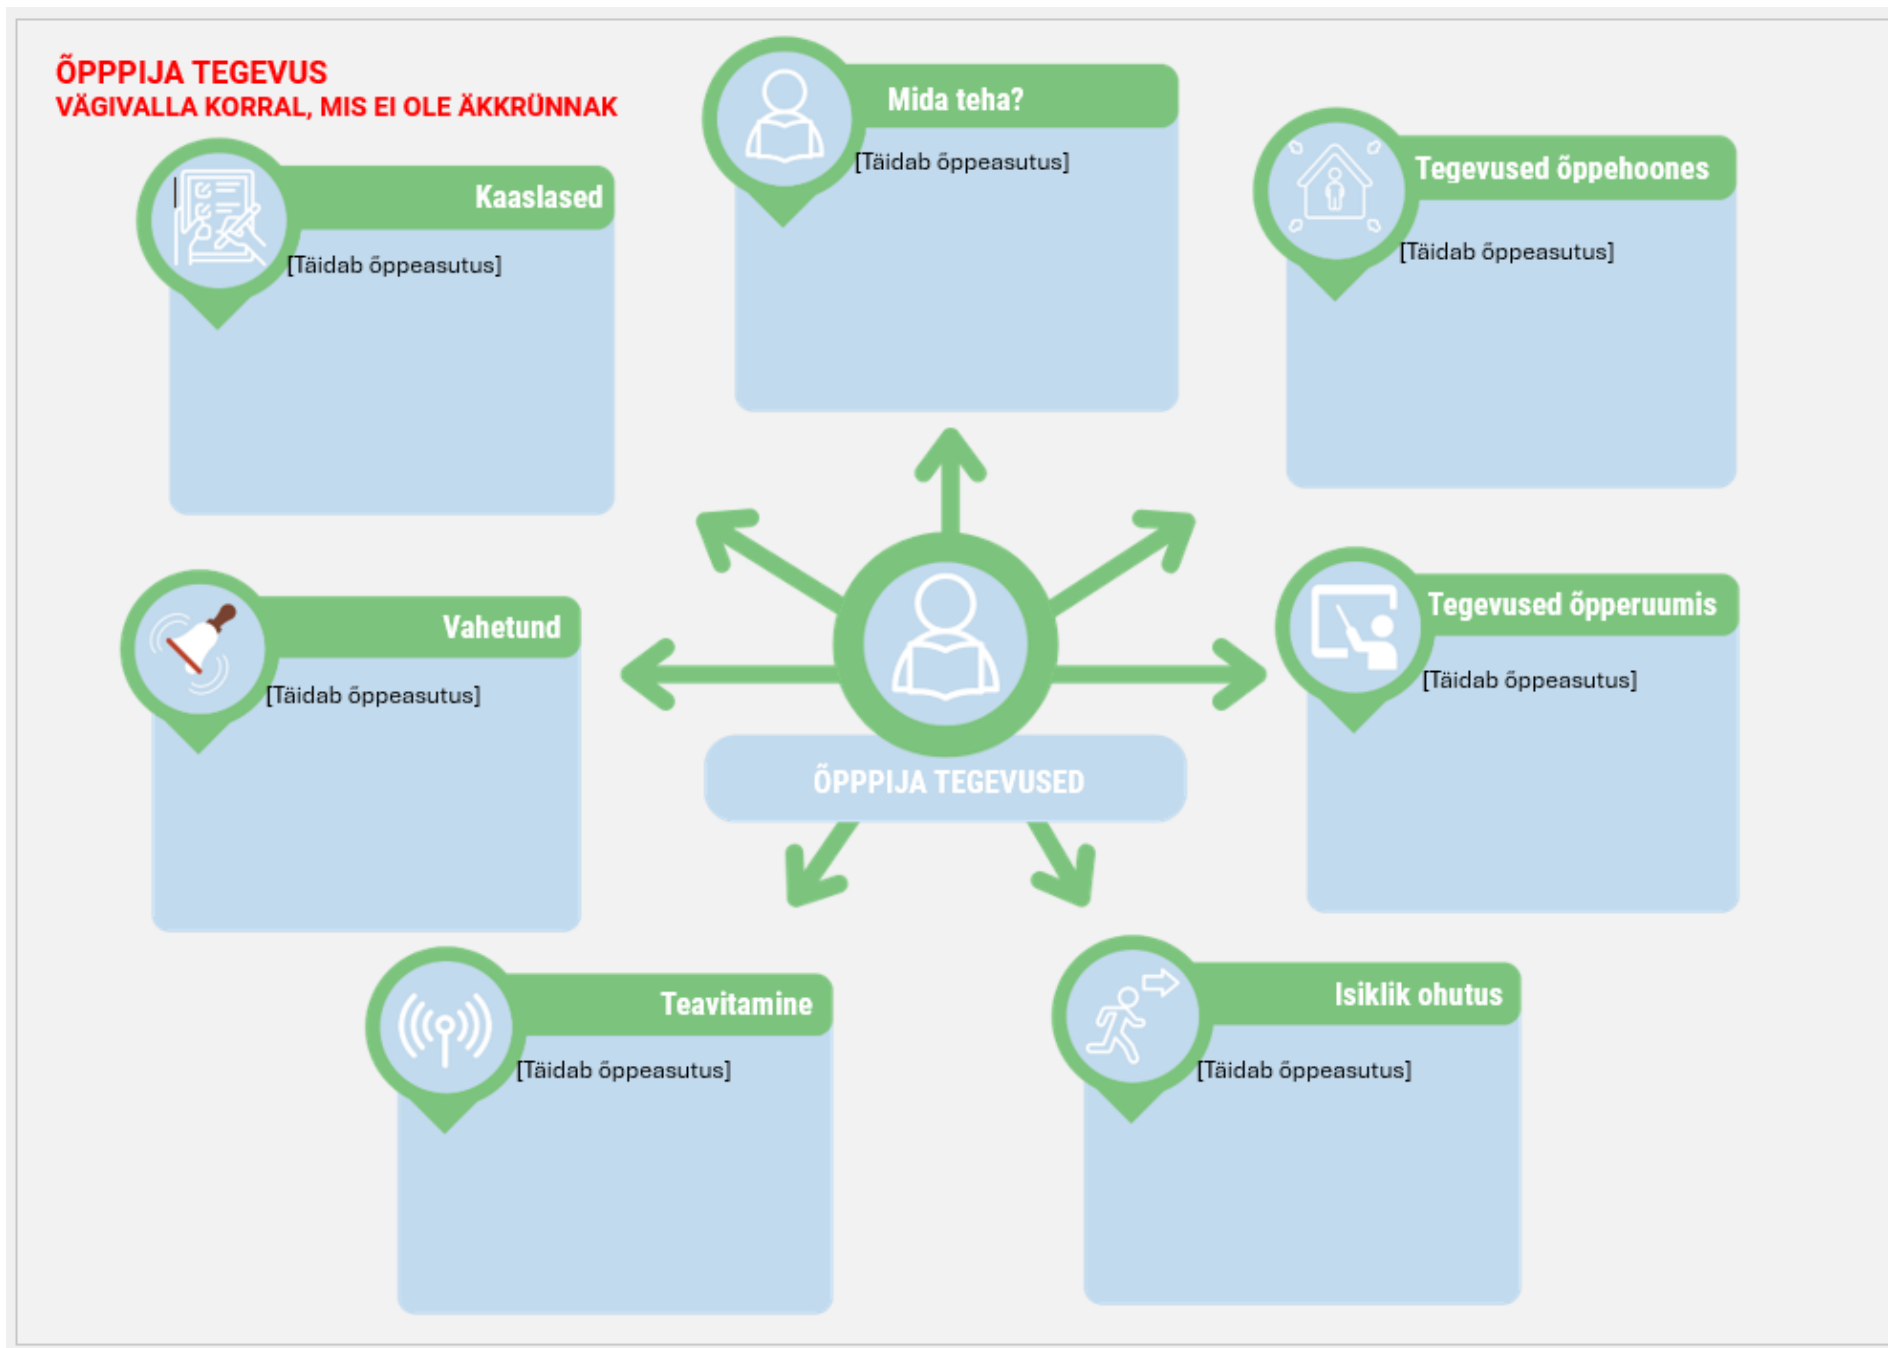 ÕPPPIJA TEGEVUS
VÄGIVALLA KORRAL, MIS EI OLE ÄKKRÜNNAK
Mida teha?
[Täidab õppeasutus]
Tegevused õppehoones
[Täidab õppeasutus]
Kaaslased
[Täidab õppeasutus]
Vahetund
[Täidab õppeasutus]
Tegevused õpperuumis
[Täidab õppeasutus]
ÕPPPIJA TEGEVUSED
Teavitamine
[Täidab õppeasutus]
Isiklik ohutus
[Täidab õppeasutus]